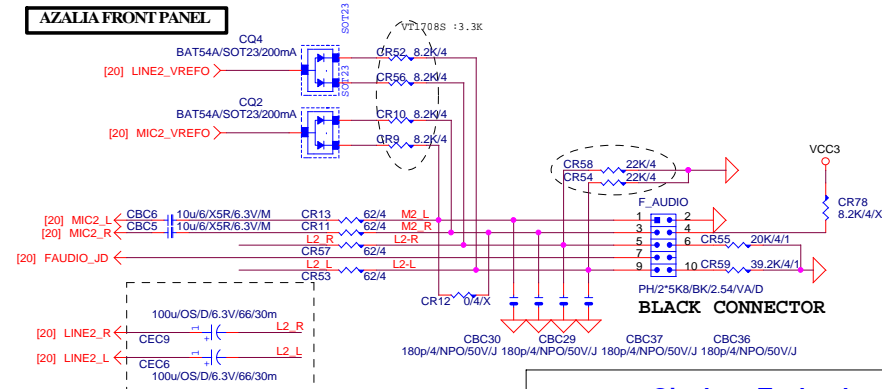 AZALIA FRONT PANEL
SOT23
VT1708S :3.3K
CQ4
BAT54A/SOT23/200mA
CR52 8.2K/4
[20] LINE2_VREFO
CR56 8.2K/4
SOT23
CQ2
BAT54A/SOT23/200mA
CR10 8.2K/4
[20] MIC2_VREFO
CR9 8.2K/4
VCC3
CR58 22K/4
CR54 22K/4
CR78
8.2K/4/X
F_AUDIO
[20] MIC2_L CBC6 10u/6/X5R/6.3V/M CR13 62/4 M2_L 1 2
[20] MIC2_R CBC5 10u/6/X5R/6.3V/M CR11 62/4 M2_R 3 4
L2_R L2-R 5 6 CR55 20K/4/1
[20] FAUDIO_JD CR57 62/4 7
L2_L L2-L 9 10 CR59 39.2K/4/1
CR53 62/4
PH/2*5K8/BK/2.54/VA/D
BLACK CONNECTOR
CR12 0/4/X
100u/OS/D/6.3V/66/30m
[20] LINE2_R 1 + L2_R
CEC9
[20] LINE2_L 1 + L2_L
CEC6
100u/OS/D/6.3V/66/30m
CBC30 CBC29 CBC37 CBC36
180p/4/NPO/50V/J 180p/4/NPO/50V/J 180p/4/NPO/50V/J 180p/4/NPO/50V/J